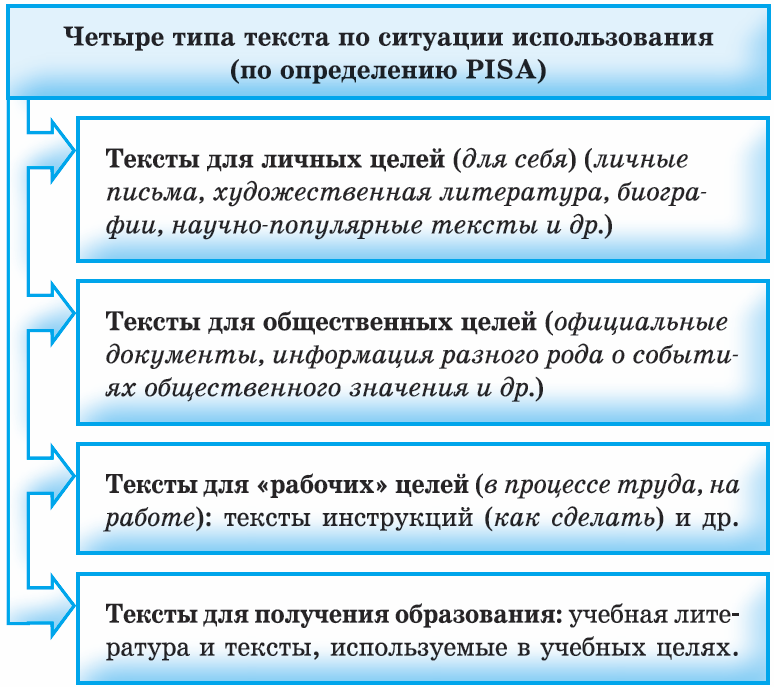 Четыре типа текста по ситуации использования
(по определению PISA)
Тексты для личных целей (для себя) (личные
письма, художественная литература, биогра-
фии, научно-популярные тексты и др.)
Тексты для общественных целей (официальные
документы, информация разного рода о событи-
ях общественного значения и др.)
Тексты для «рабочих» целей (в процессе труда, на
работе): тексты инструкций (как сделать) и др.
Тексты для получения образования: учебная лите-
ратура и тексты, используемые в учебных целях.